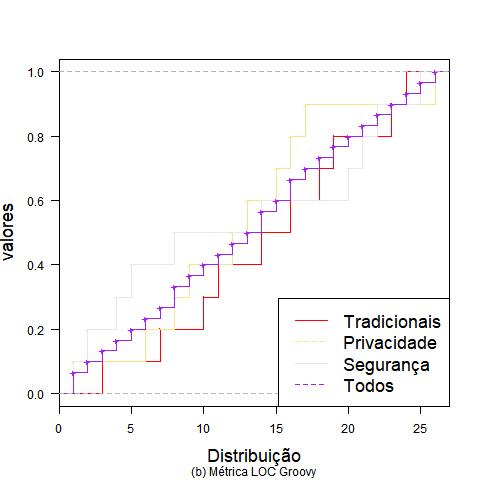 1.0
0.8
0.6
0.4
0.2
0.0
valores
Tradicionais
Privacidade
Segurança
Todos
0 5 10 15 20 25
Distribuição
(b) Métrica LOC Groovy